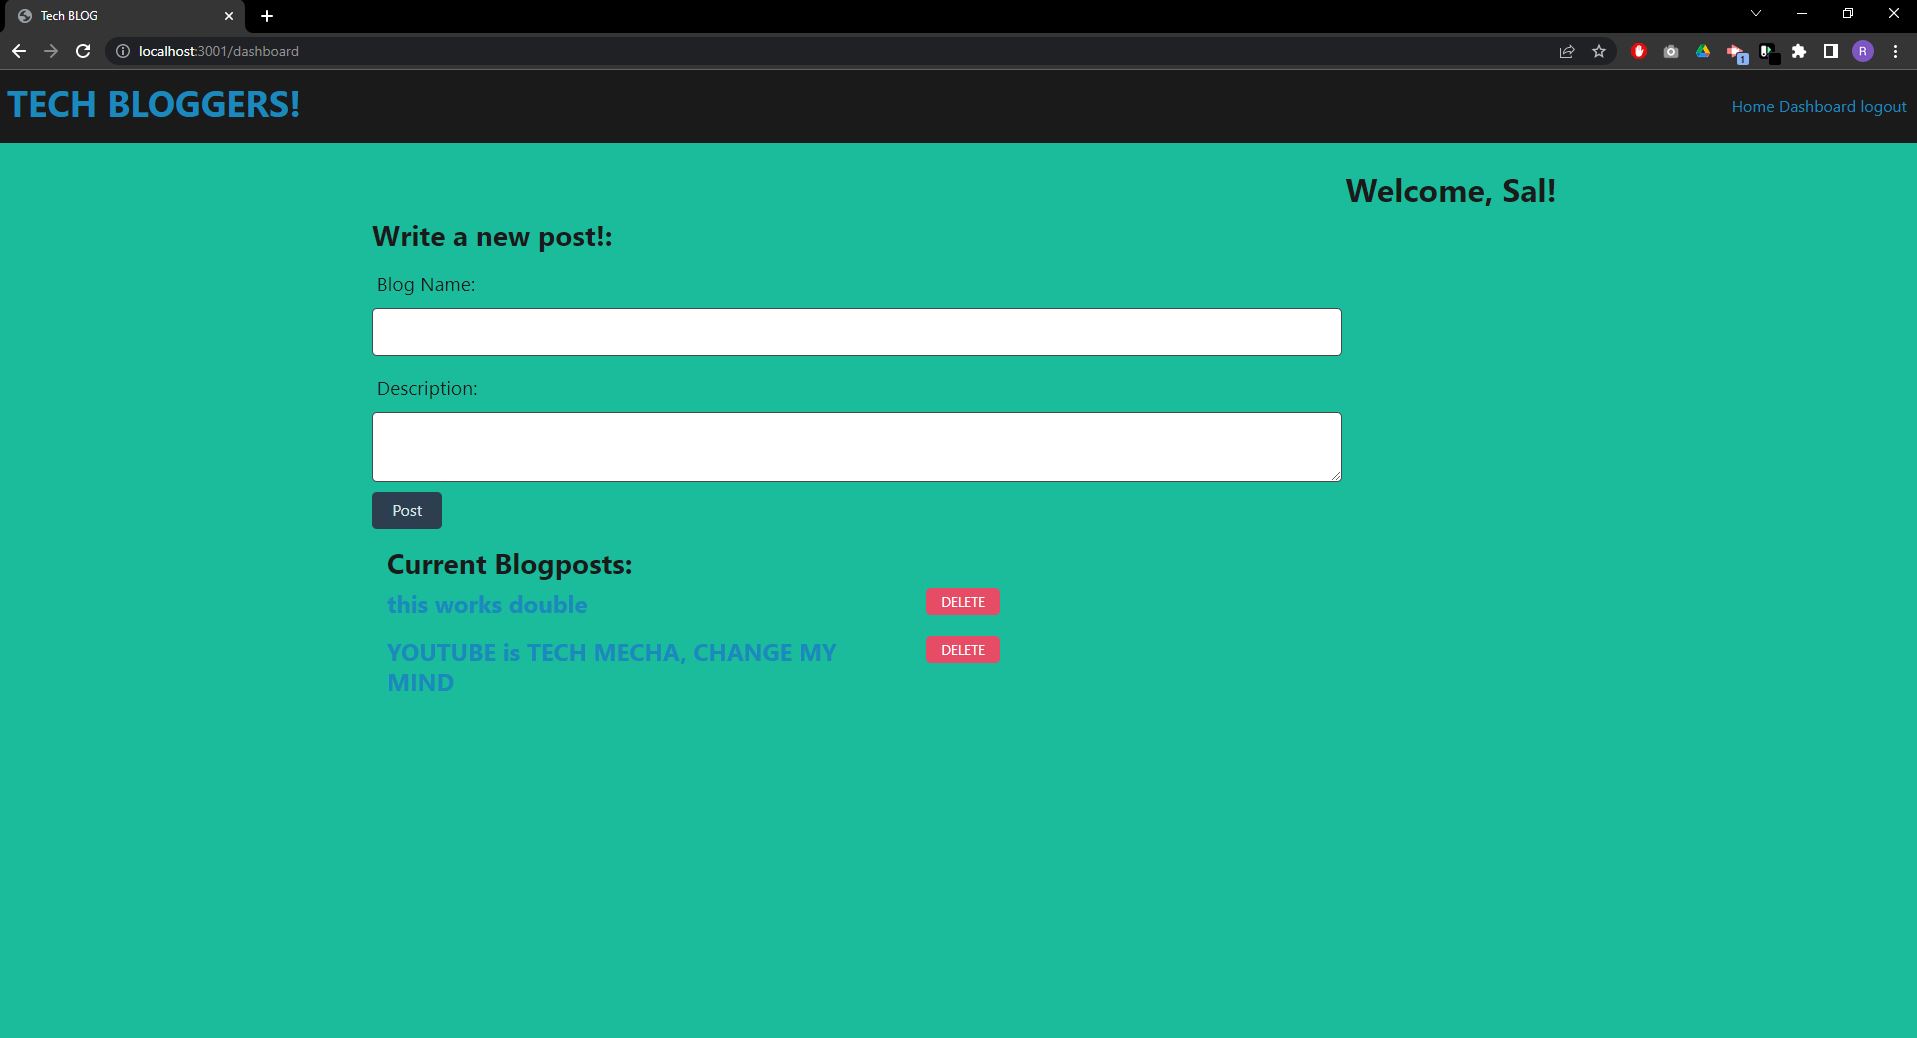 Tech BLOG
localhost:3001/dashboard
1
R
TECH BLOGGERS!
Home Dashboard logout
Welcome, Sal!
Write a new post!:
Blog Name:
Description:
Post
Current Blogposts:
this works double
DELETE
YOUTUBE is TECH MECHA, CHANGE MY
MIND
DELETE